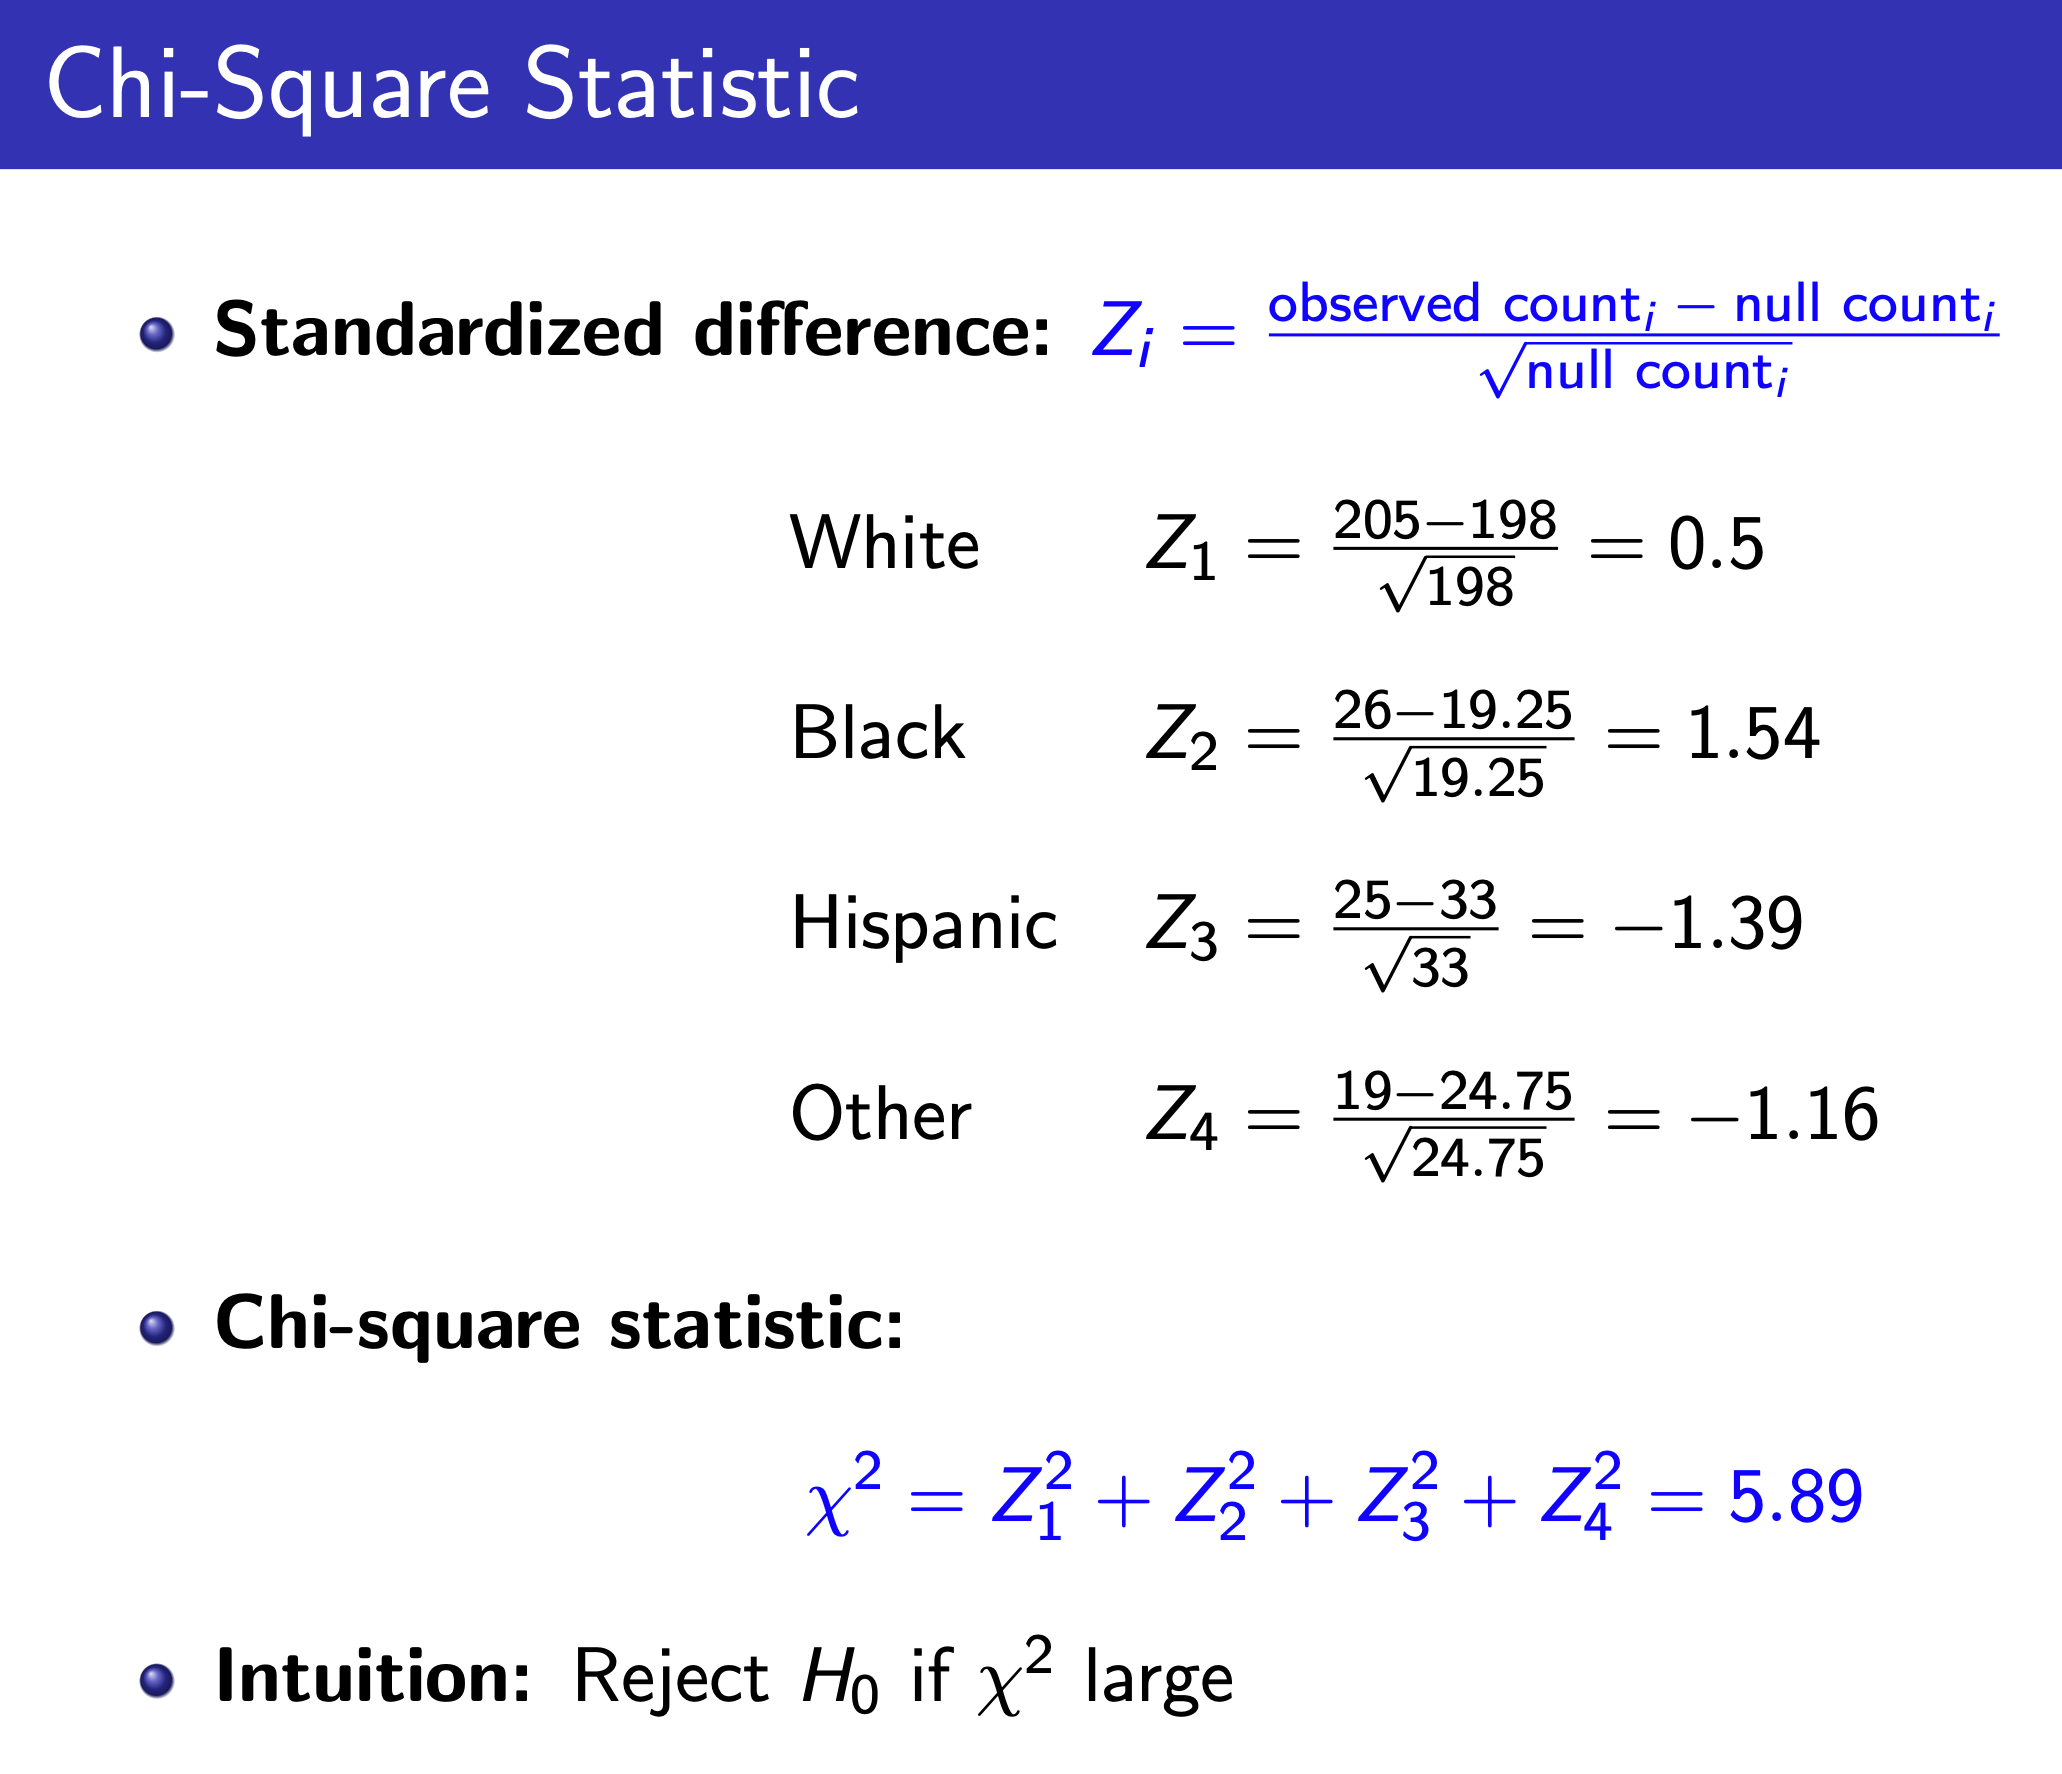 Chi-Square Statistic
• Standardized difference: $Z_i = \frac{\text{observed count}_i - \text{null count}_i}{\sqrt{\text{null count}_i}}$
White $Z_1 = \frac{205-198}{\sqrt{198}} = 0.5$
Black $Z_2 = \frac{26-19.25}{\sqrt{19.25}} = 1.54$
Hispanic $Z_3 = \frac{25-33}{\sqrt{33}} = -1.39$
Other $Z_4 = \frac{19-24.75}{\sqrt{24.75}} = -1.16$
• Chi-square statistic:
$\chi^2 = Z_1^2 + Z_2^2 + Z_3^2 + Z_4^2 = 5.89$
• Intuition: Reject $H_0$ if $\chi^2$ large